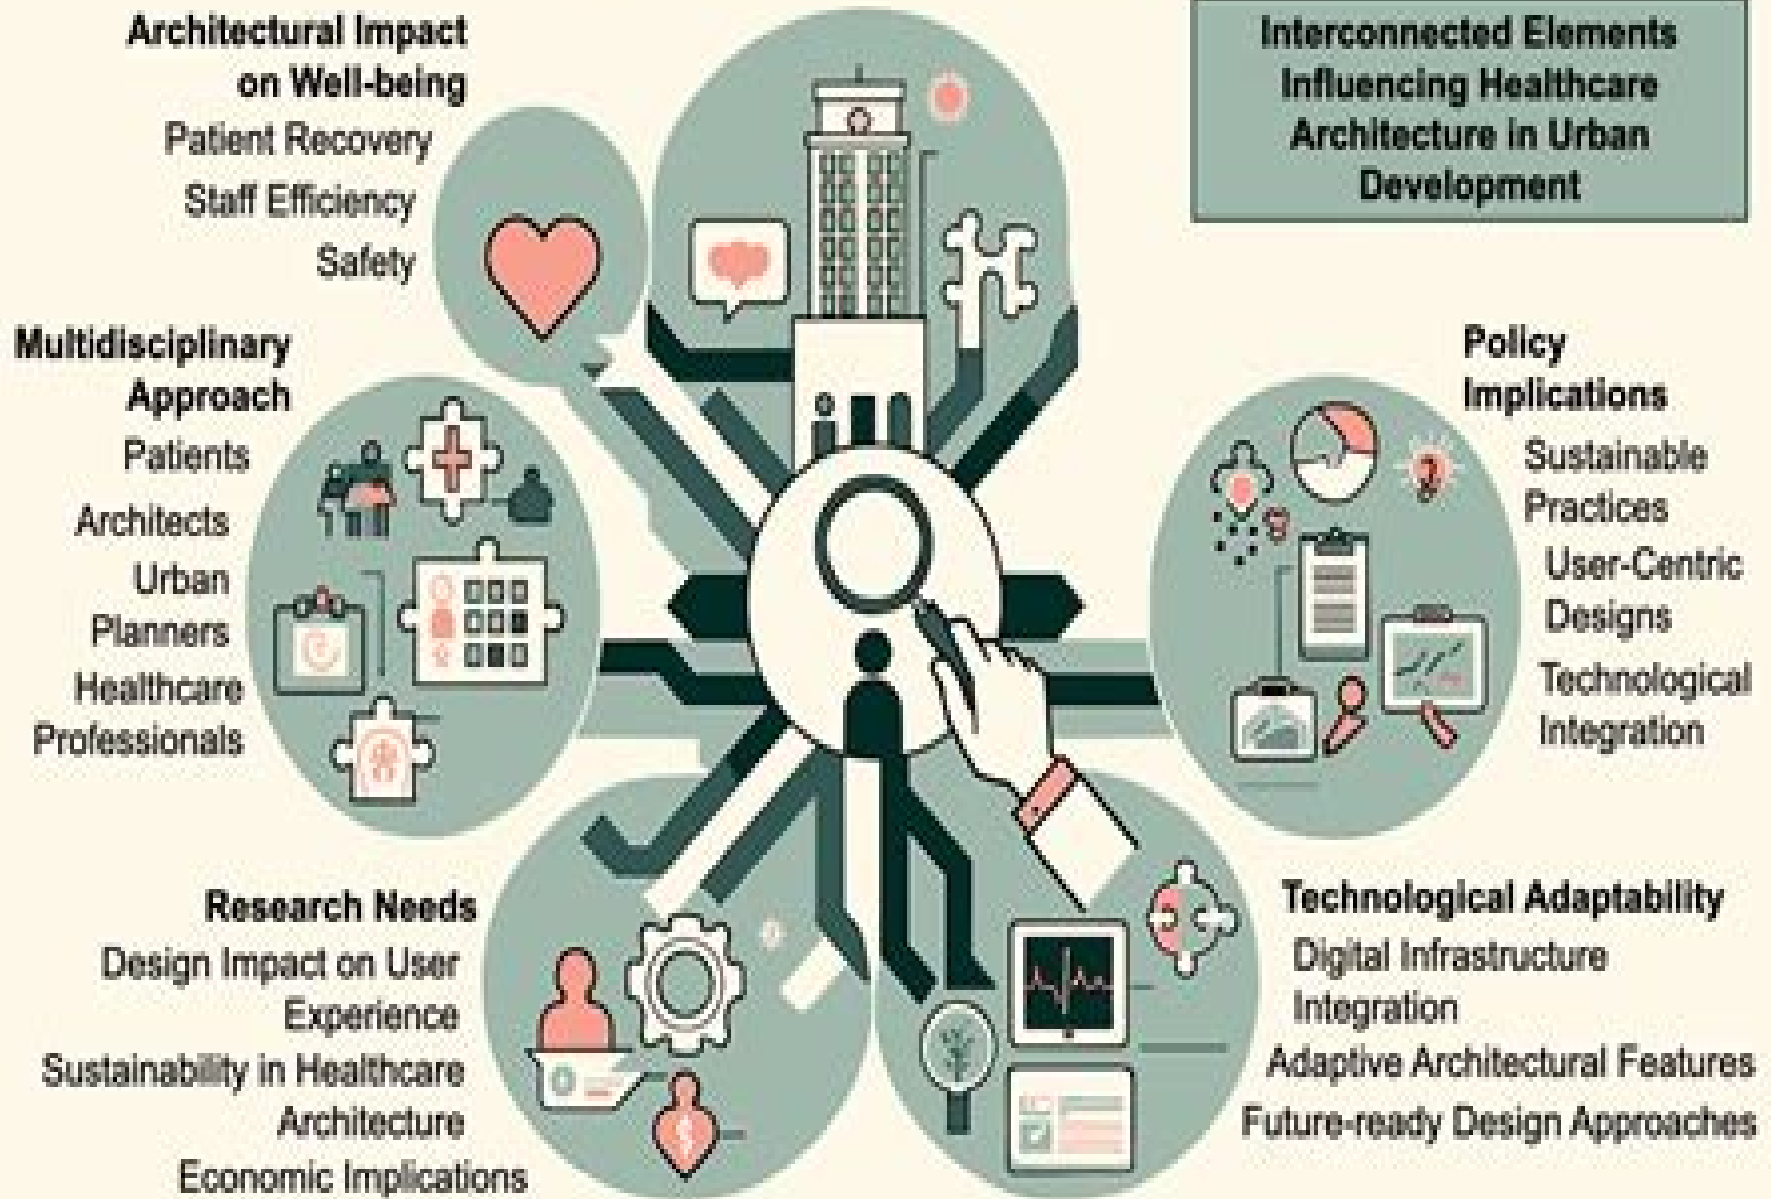 Architectural Impact
on Well-being
Patient Recovery
Staff Efficiency
Safety
Interconnected Elements
Influencing Healthcare
Architecture in Urban
Development
Multidisciplinary
Approach
Patients
Architects
Urban
Planners
Healthcare
Professionals
Policy
Implications
Sustainable
Practices
User-Centric
Designs
Technological
Integration
Research Needs
Design Impact on User
Experience
Sustainability in Healthcare
Architecture
Economic Implications
Technological Adaptability
Digital Infrastructure
Integration
Adaptive Architectural Features
Future-ready Design Approaches